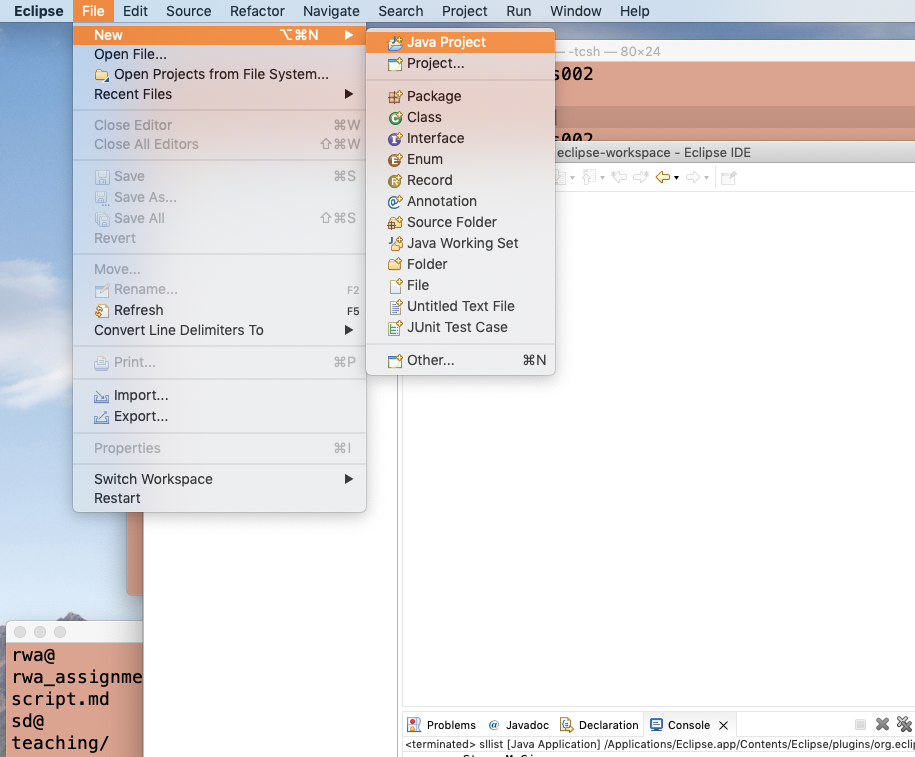 Eclipse File Edit Source Refactor Navigate Search Project Run Window Help
New ⌥⌘N ▶
Open File...
Open Projects from File System...
Recent Files ▶
Close Editor ⌘W
Close All Editors ⇧⌘W
Save ⌘S
Save As...
Save All ⇧⌘S
Revert
Move...
Rename... F2
Refresh F5
Convert Line Delimiters To ▶
Print... ⌘P
Import...
Export...
Properties ⌘I
Switch Workspace ▶
Restart
Java Project
Project...
Package
Class
Interface
Enum
Record
Annotation
Source Folder
Java Working Set
Folder
File
Untitled Text File
JUnit Test Case
Other... ⌘N
— -tcsh — 80×24
s002
s002
eclipse-workspace - Eclipse IDE
rwa@
rwa_assignme
script.md
sd@
teaching/
Problems @ Javadoc Declaration Console
<terminated> sllist [Java Application] /Applications/Eclipse.app/Contents/Eclipse/plugins/org.eclip